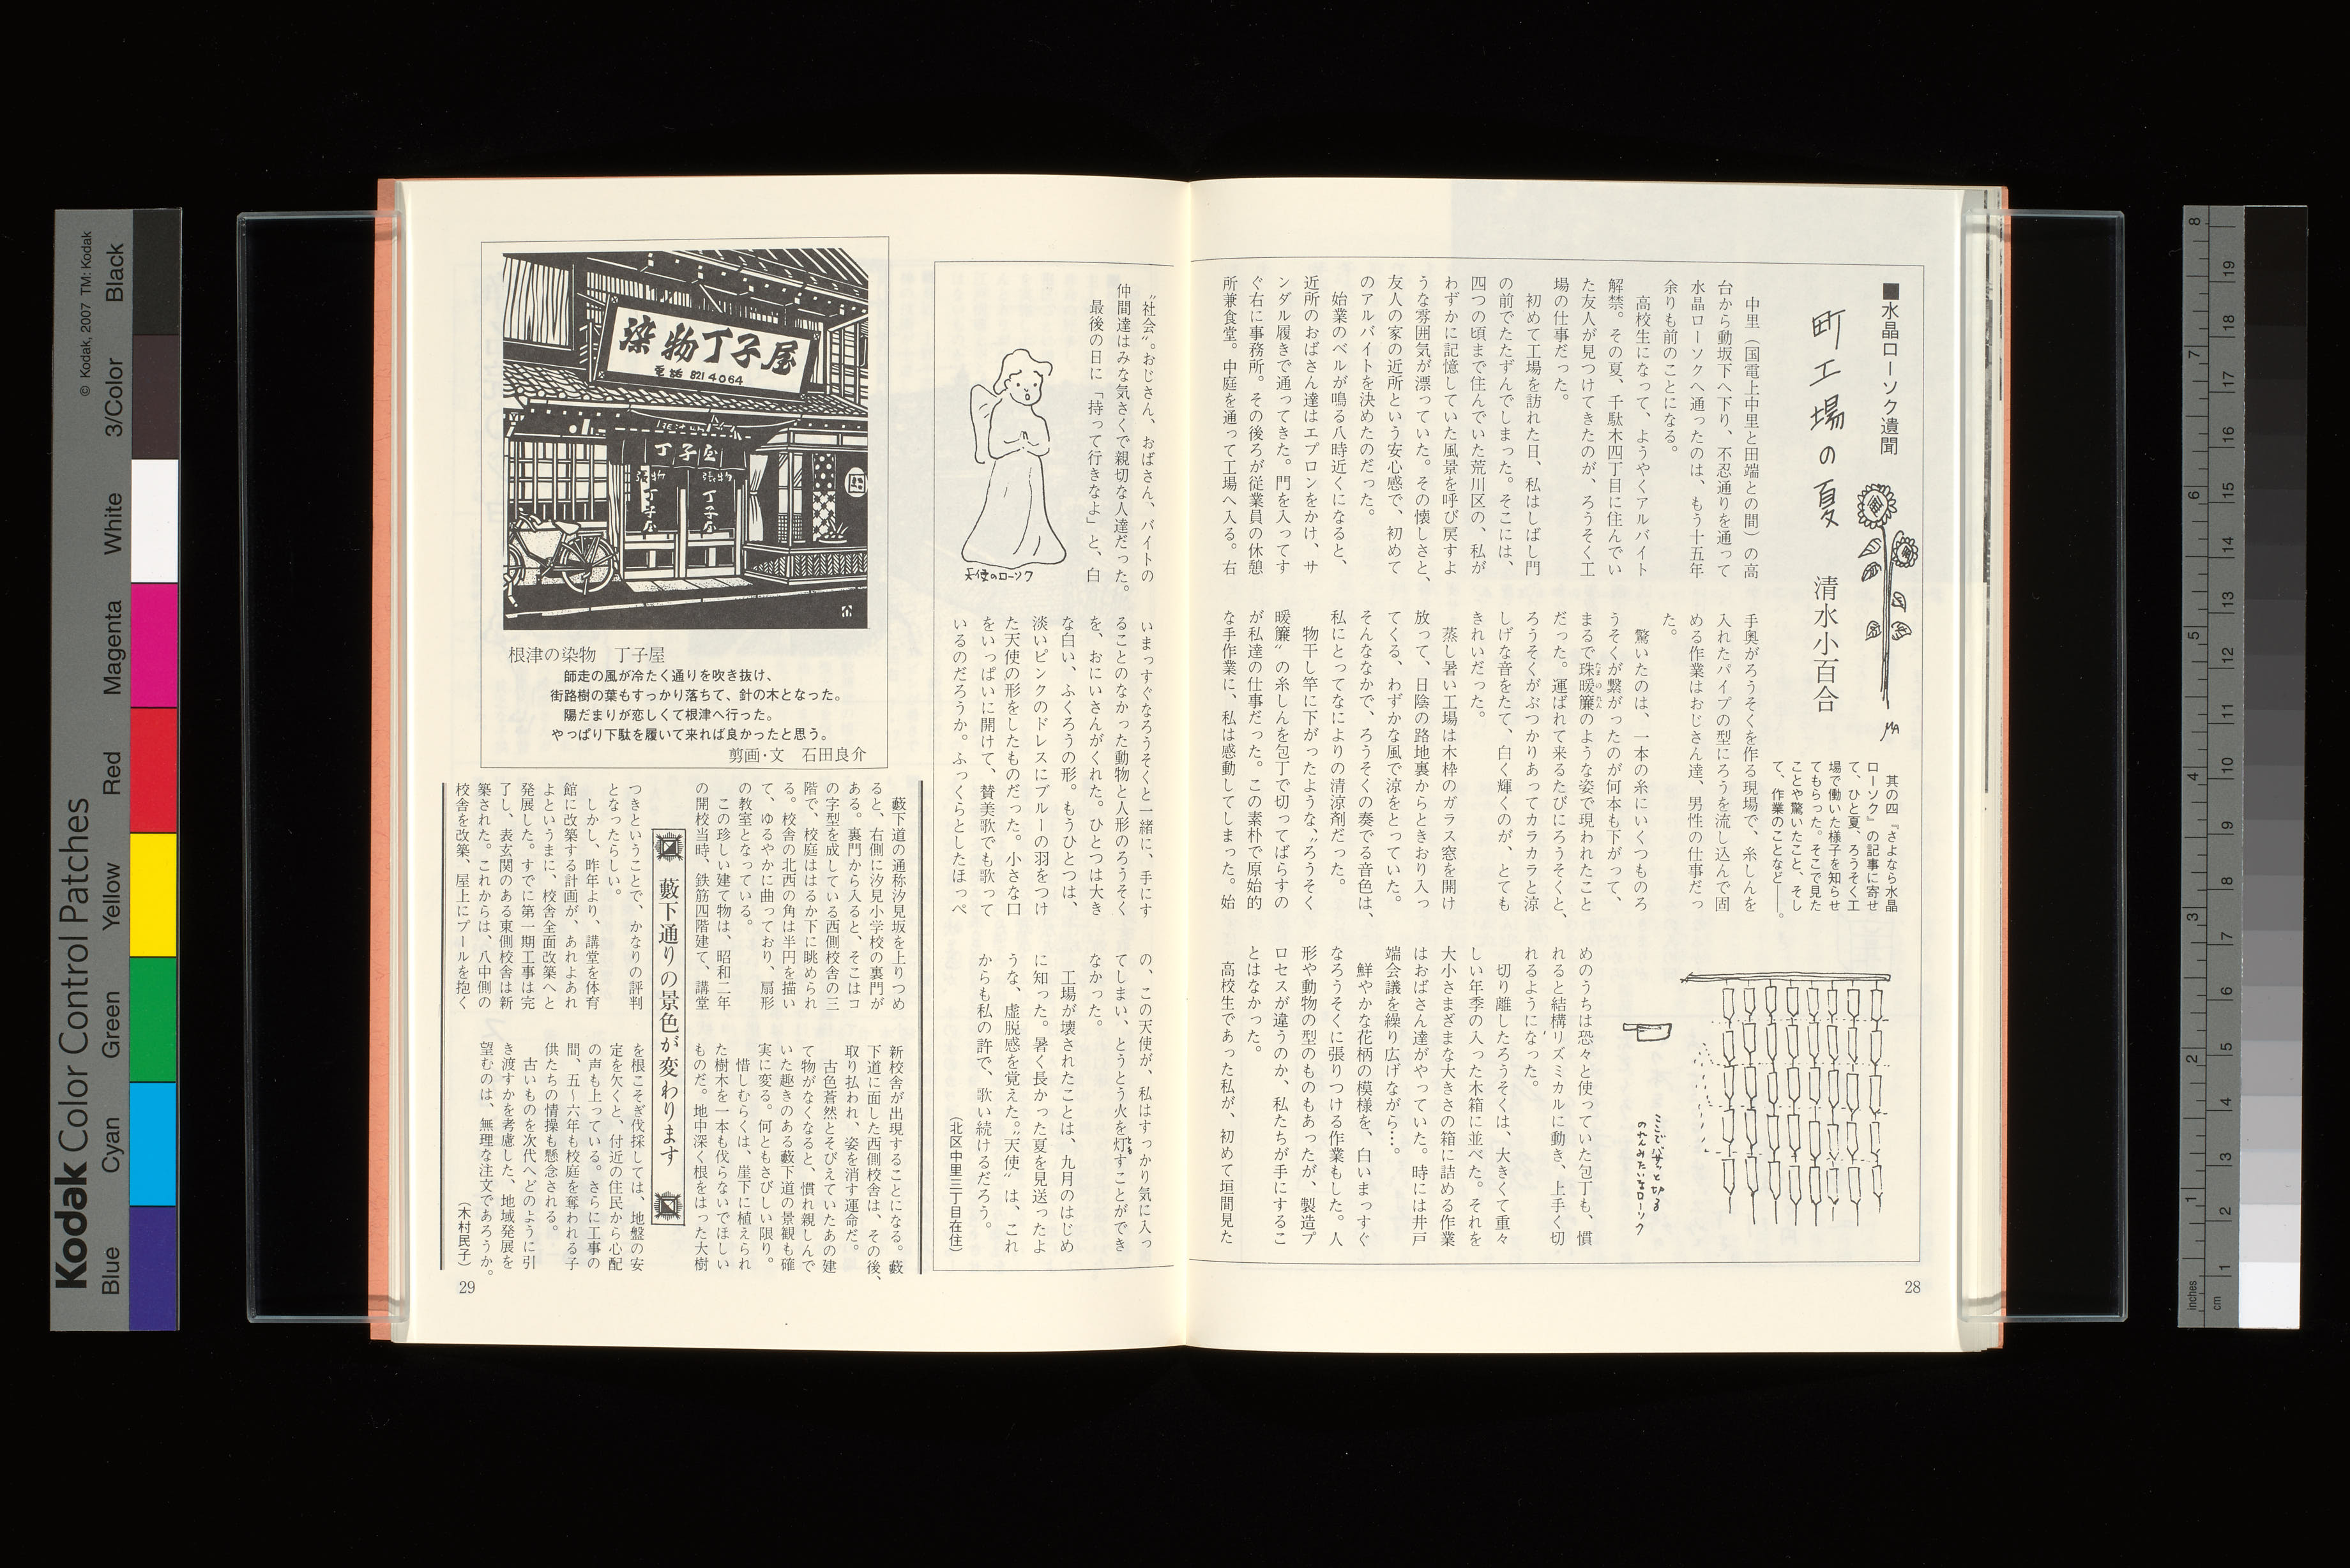 ■水晶ローソク遺聞
町工場の夏
清水小百合
其の四『さよなら水晶
ローソク』の記事に寄せ
て、ひと夏、ろうそく工
場で働いた様子を知らせ
てもらった。そこで見た
ことや驚いたこと、そし
て、作業のことなど――。
中里（国電上中里と田端との間）の高
台から動坂下へ下り、不忍通りを通って
水晶ローソクへ通ったのは、もう十五年
余りも前のことになる。
高校生になって、ようやくアルバイト
解禁。その夏、千駄木四丁目に住んでい
た友人が見つけてきたのが、ろうそく工
場の仕事だった。
初めて工場を訪れた日、私はしばし門
の前でたたずんでしまった。そこには、
四つの頃まで住んでいた荒川区の、私が
わずかに記憶していた風景を呼び戻すよ
うな雰囲気が漂っていた。その懐しさと、
友人の家の近所という安心感で、初めて
のアルバイトを決めたのだった。
始業のベルが鳴る八時近くになると、
近所のおばさん達はエプロンをかけ、サ
ンダル履きで通ってきた。門を入ってす
ぐ右に事務所。その後ろが従業員の休憩
所兼食堂。中庭を通って工場へ入る。右
手奥がろうそくを作る現場で、糸しんを
入れたパイプの型にろうを流し込んで固
める作業はおじさん達、男性の仕事だっ
た。
驚いたのは、一本の糸にいくつものろ
うそくが繋がったのが何本も下がって、
まるで珠暖簾のような姿で現われたこと
たまのれん
だった。運ばれて来るたびにろうそくと、
ろうそくがぶつかりあってカラカラと涼
しげな音をたて、白く輝くのが、とても
きれいだった。
蒸し暑い工場は木枠のガラス窓を開け
放って、日陰の路地裏からときおり入っ
てくる、わずかな風で涼をとっていた。
そんななかで、ろうそくの奏でる音色は、
私にとってなによりの清涼剤だった。
物干し竿に下がったような〝ろうそく
暖簾〟の糸しんを包丁で切ってばらすの
が私達の仕事だった。この素朴で原始的
な手作業に、私は感動してしまった。始
ここでパサッと切る
のれんみたいなローソク
めのうちは恐々と使っていた包丁も、慣
れると結構リズミカルに動き、上手く切
れるようになった。
切り離したろうそくは、大きくて重々
しい年季の入った木箱に並べた。それを
大小さまざまな大きさの箱に詰める作業
はおばさん達がやっていた。時には井戸
端会議を繰り広げながら…。
鮮やかな花柄の模様を、白いまっすぐ
なろうそくに張りつける作業もした。人
形や動物の型のものもあったが、製造プ
ロセスが違うのか、私たちが手にするこ
とはなかった。
高校生であった私が、初めて垣間見た
28
〝社会〟。おじさん、おばさん、バイトの
仲間達はみな気さくで親切な人達だった。
最後の日に「持って行きなよ」と、白
天使のローソク
いまっすぐなろうそくと一緒に、手にす
ることのなかった動物と人形のろうそく
を、おにいさんがくれた。ひとつは大き
な白い、ふくろうの形。もうひとつは、
淡いピンクのドレスにブルーの羽をつけ
た天使の形をしたものだった。小さな口
をいっぱいに開けて、賛美歌でも歌って
いるのだろうか。ふっくらとしたほっぺ
の、この天使が、私はすっかり気に入っ
てしまい、とうとう火を灯すことができ
とも
なかった。
工場が壊されたことは、九月のはじめ
に知った。暑く長かった夏を見送ったよ
うな、虚脱感を覚えた。〝天使〟は、これ
からも私の許で、歌い続けるだろう。
（北区中里三丁目在住）
染物丁子屋
電話 821 4064
丁子屋
張物
丁子屋
張物
丁子屋
根津の染物　丁子屋
師走の風が冷たく通りを吹き抜け、
街路樹の葉もすっかり落ちて、針の木となった。
陽だまりが恋しくて根津へ行った。
やっぱり下駄を履いて来れば良かったと思う。
剪画・文　石田良介
藪下通りの景色が変わります
藪下道の通称汐見坂を上りつめ
ると、右側に汐見小学校の裏門が
ある。裏門から入ると、そこはコ
の字型を成している西側校舎の三
階で、校庭ははるか下に眺められ
る。校舎の北西の角は半円を描い
て、ゆるやかに曲っており、扇形
の教室となっている。
この珍しい建て物は、昭和二年
の開校当時、鉄筋四階建て、講堂
つきということで、かなりの評判
となったらしい。
しかし、昨年より、講堂を体育
館に改築する計画が、あれよあれ
よというまに、校舎全面改築へと
発展した。すでに第一期工事は完
了し、表玄関のある東側校舎は新
築された。これからは、八中側の
校舎を改築、屋上にプールを抱く
新校舎が出現することになる。藪
下道に面した西側校舎は、その後、
取り払われ、姿を消す運命だ。
古色蒼然とそびえていたあの建
て物がなくなると、慣れ親しんで
いた趣きのある藪下道の景観も確
実に変る。何ともさびしい限り。
惜しむらくは、崖下に植えられ
た樹木を一本も伐らないでほしい
ものだ。地中深く根をはった大樹
を根こそぎ伐採しては、地盤の安
定を欠くと、付近の住民から心配
の声も上っている。さらに工事の
間、五～六年も校庭を奪われる子
供たちの情操も懸念される。
古いものを次代へどのように引
き渡すかを考慮した、地域発展を
望むのは、無理な注文であろうか。
（木村民子）
29
© Kodak, 2007 TM: Kodak
Kodak Color Control Patches
Blue Cyan Green Yellow Red Magenta White 3/Color Black
inches 1 2 3 4 5 6 7 8
cm 1 2 3 4 5 6 7 8 9 10 11 12 13 14 15 16 17 18 19